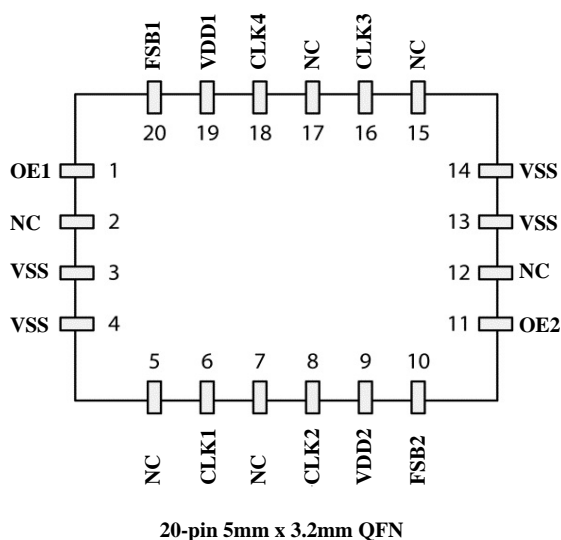 FSB1 VDD1 CLK4 NC CLK3 NC
20 19 18 17 16 15
OE1 1 14 VSS
NC 2 13 VSS
VSS 3 12 NC
VSS 4 11 OE2
5 6 7 8 9 10
NC CLK1 NC CLK2 VDD2 FSB2
20-pin 5mm x 3.2mm QFN